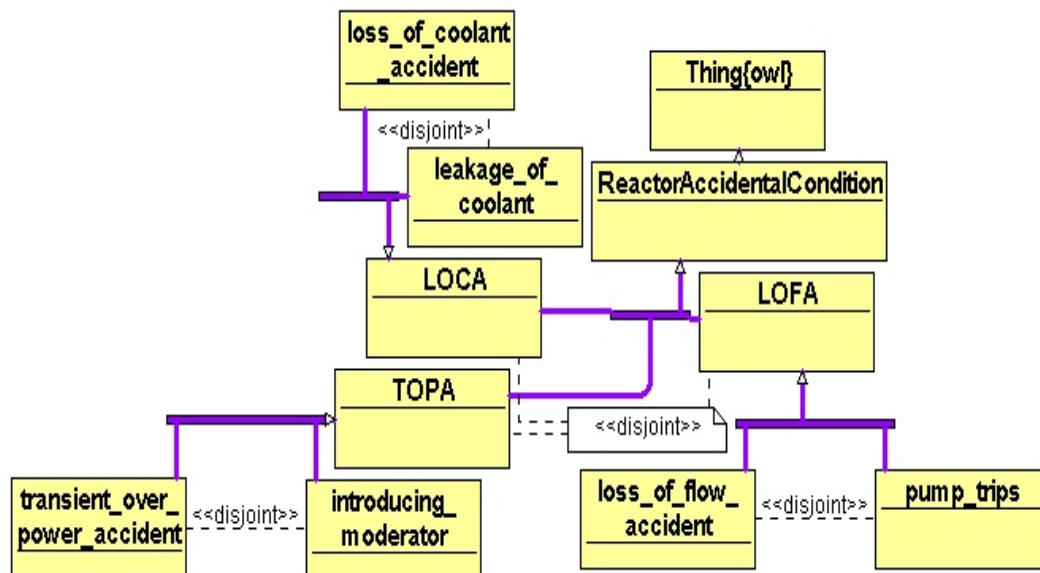 loss_of_coolant
_accident
Thing{owl}
<<disjoint>>
leakage_of_
coolant
ReactorAccidentalCondition
LOCA
LOFA
TOPA
<<disjoint>>
transient_over_
power_accident
<<disjoint>>
introducing_
moderator
loss_of_flow_
accident
<<disjoint>>
pump_trips